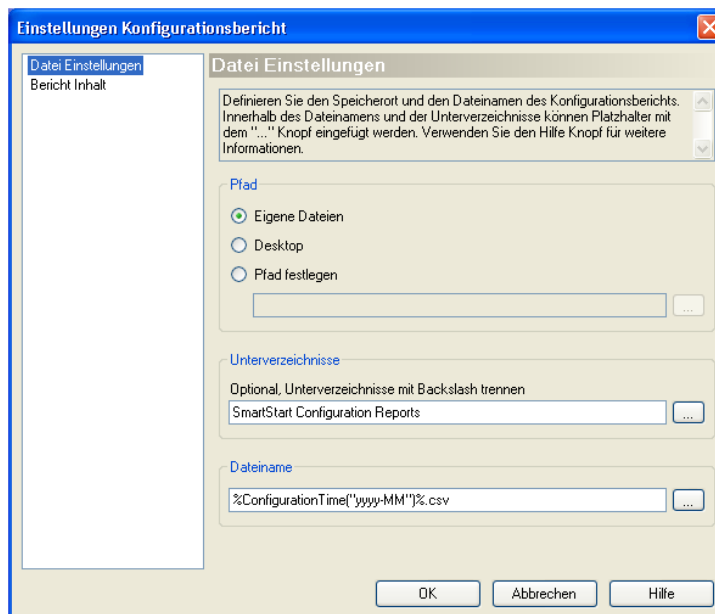 Einstellungen Konfigurationsbericht
Datei Einstellungen
Bericht Inhalt
Datei Einstellungen
Definieren Sie den Speicherort und den Dateinamen des Konfigurationsberichts.
Innerhalb des Dateinamens und der Unterverzeichnisse können Platzhalter mit
dem "..." Knopf eingefügt werden. Verwenden Sie den Hilfe Knopf für weitere
Informationen.
Pfad
Eigene Dateien
Desktop
Pfad festlegen
...
Unterverzeichnisse
Optional, Unterverzeichnisse mit Backslash trennen
SmartStart Configuration Reports
...
Dateiname
%ConfigurationTime("yyyy-MM")%.csv
...
OK
Abbrechen
Hilfe